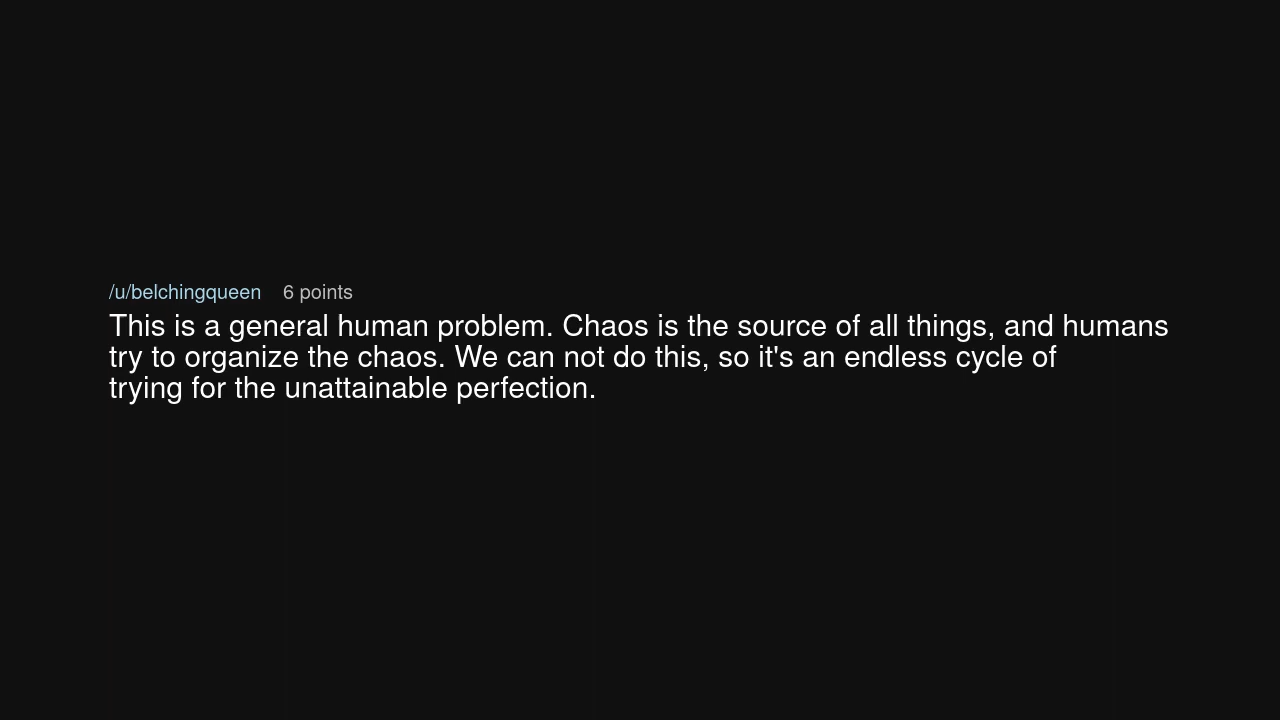 /u/belchingqueen 6 points
This is a general human problem. Chaos is the source of all things, and humans
try to organize the chaos. We can not do this, so it's an endless cycle of
trying for the unattainable perfection.